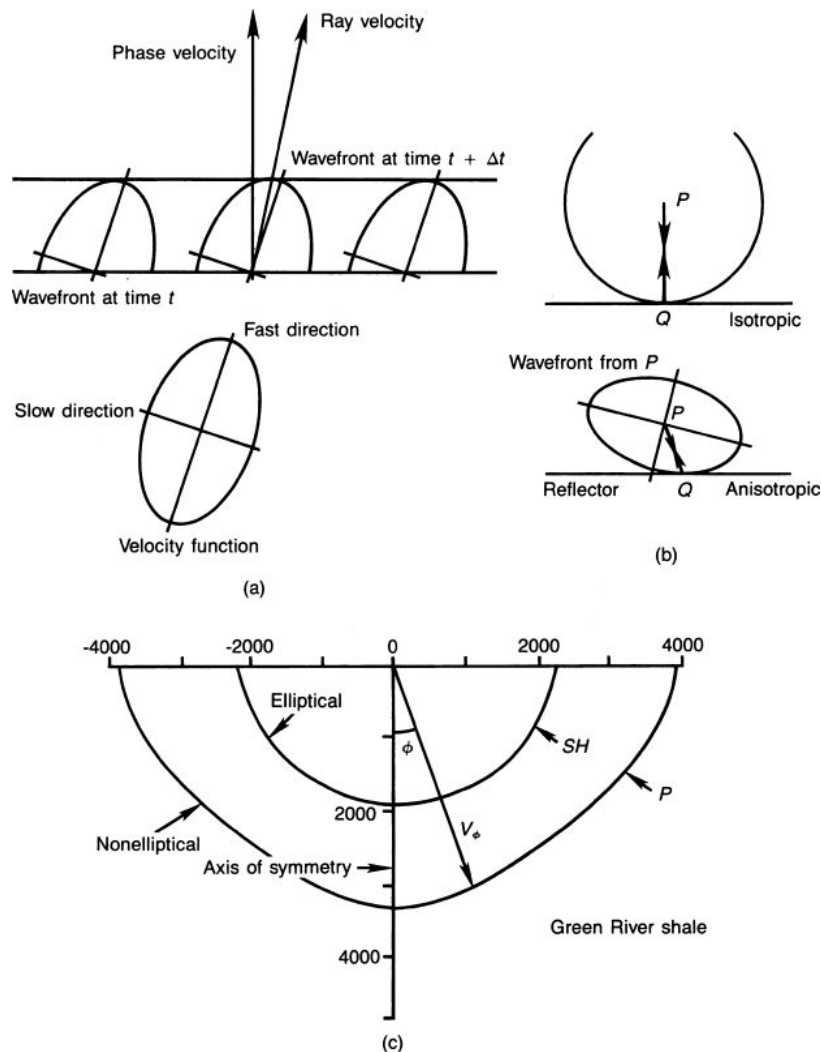 Phase velocity
Ray velocity
Wavefront at time t + Δt
Wavefront at time t
Fast direction
Slow direction
Velocity function
(a)
P
Q
Isotropic
Wavefront from P
P
Reflector
Q
Anisotropic
(b)
-4000
-2000
0
2000
4000
Elliptical
ϕ
SH
2000
P
Vϕ
Nonelliptical
Axis of symmetry
Green River shale
4000
(c)